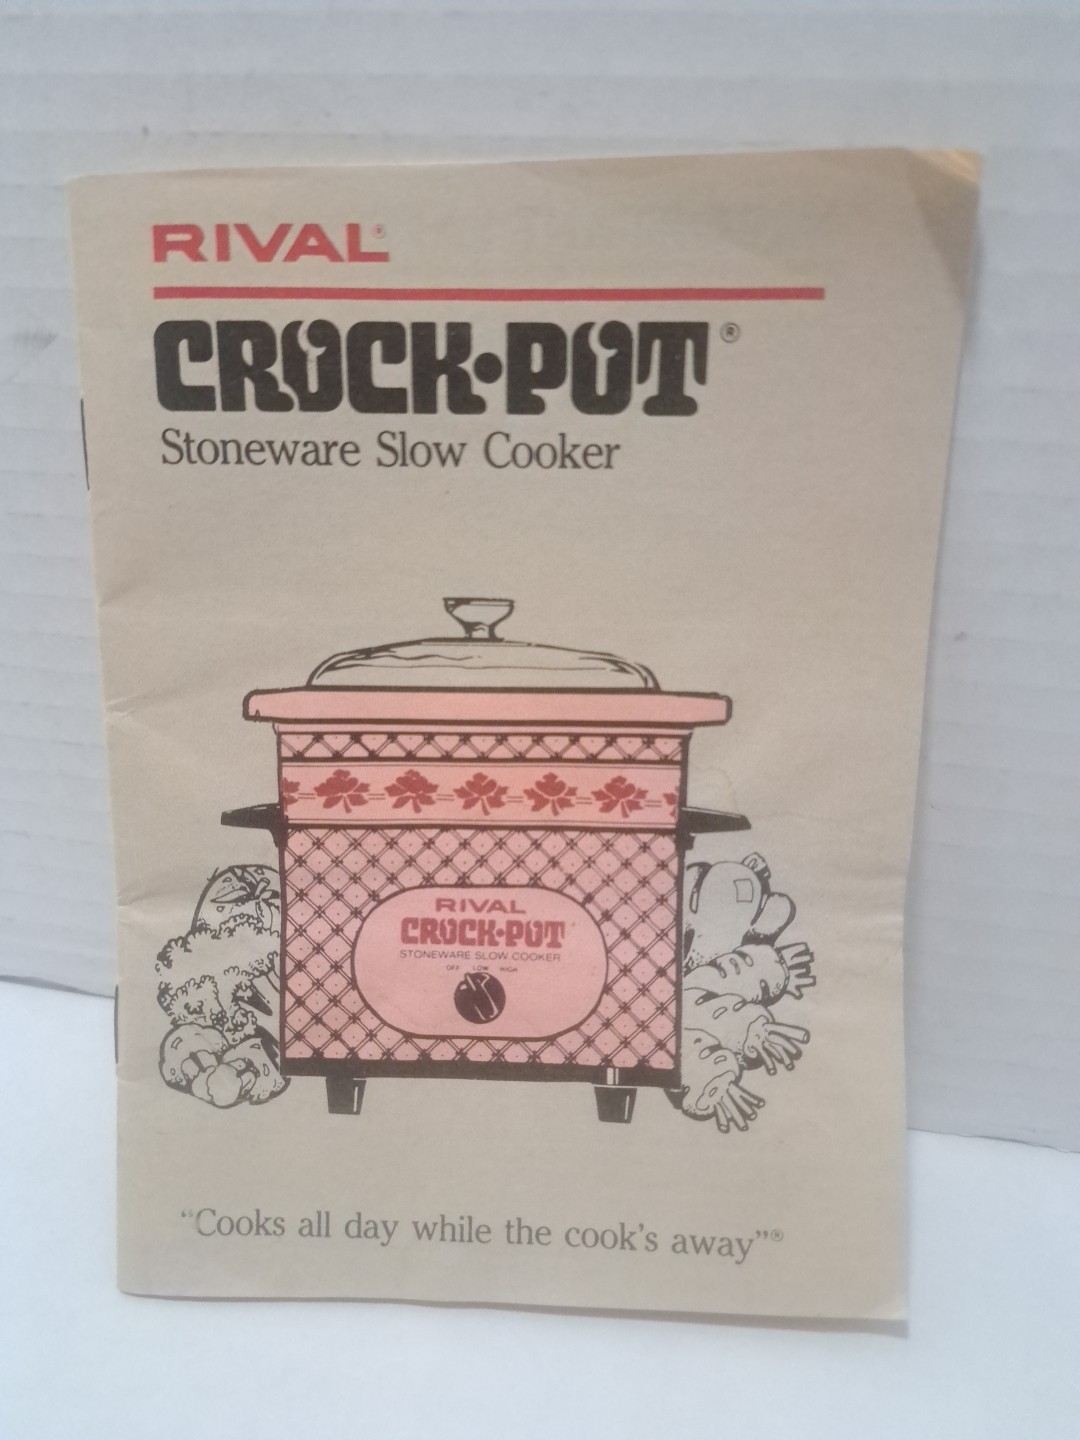 RIVAL®
CROCK•POT®
Stoneware Slow Cooker
RIVAL
CROCK•POT
STONEWARE SLOW COOKER
OFF LOW HIGH
“Cooks all day while the cook's away”®